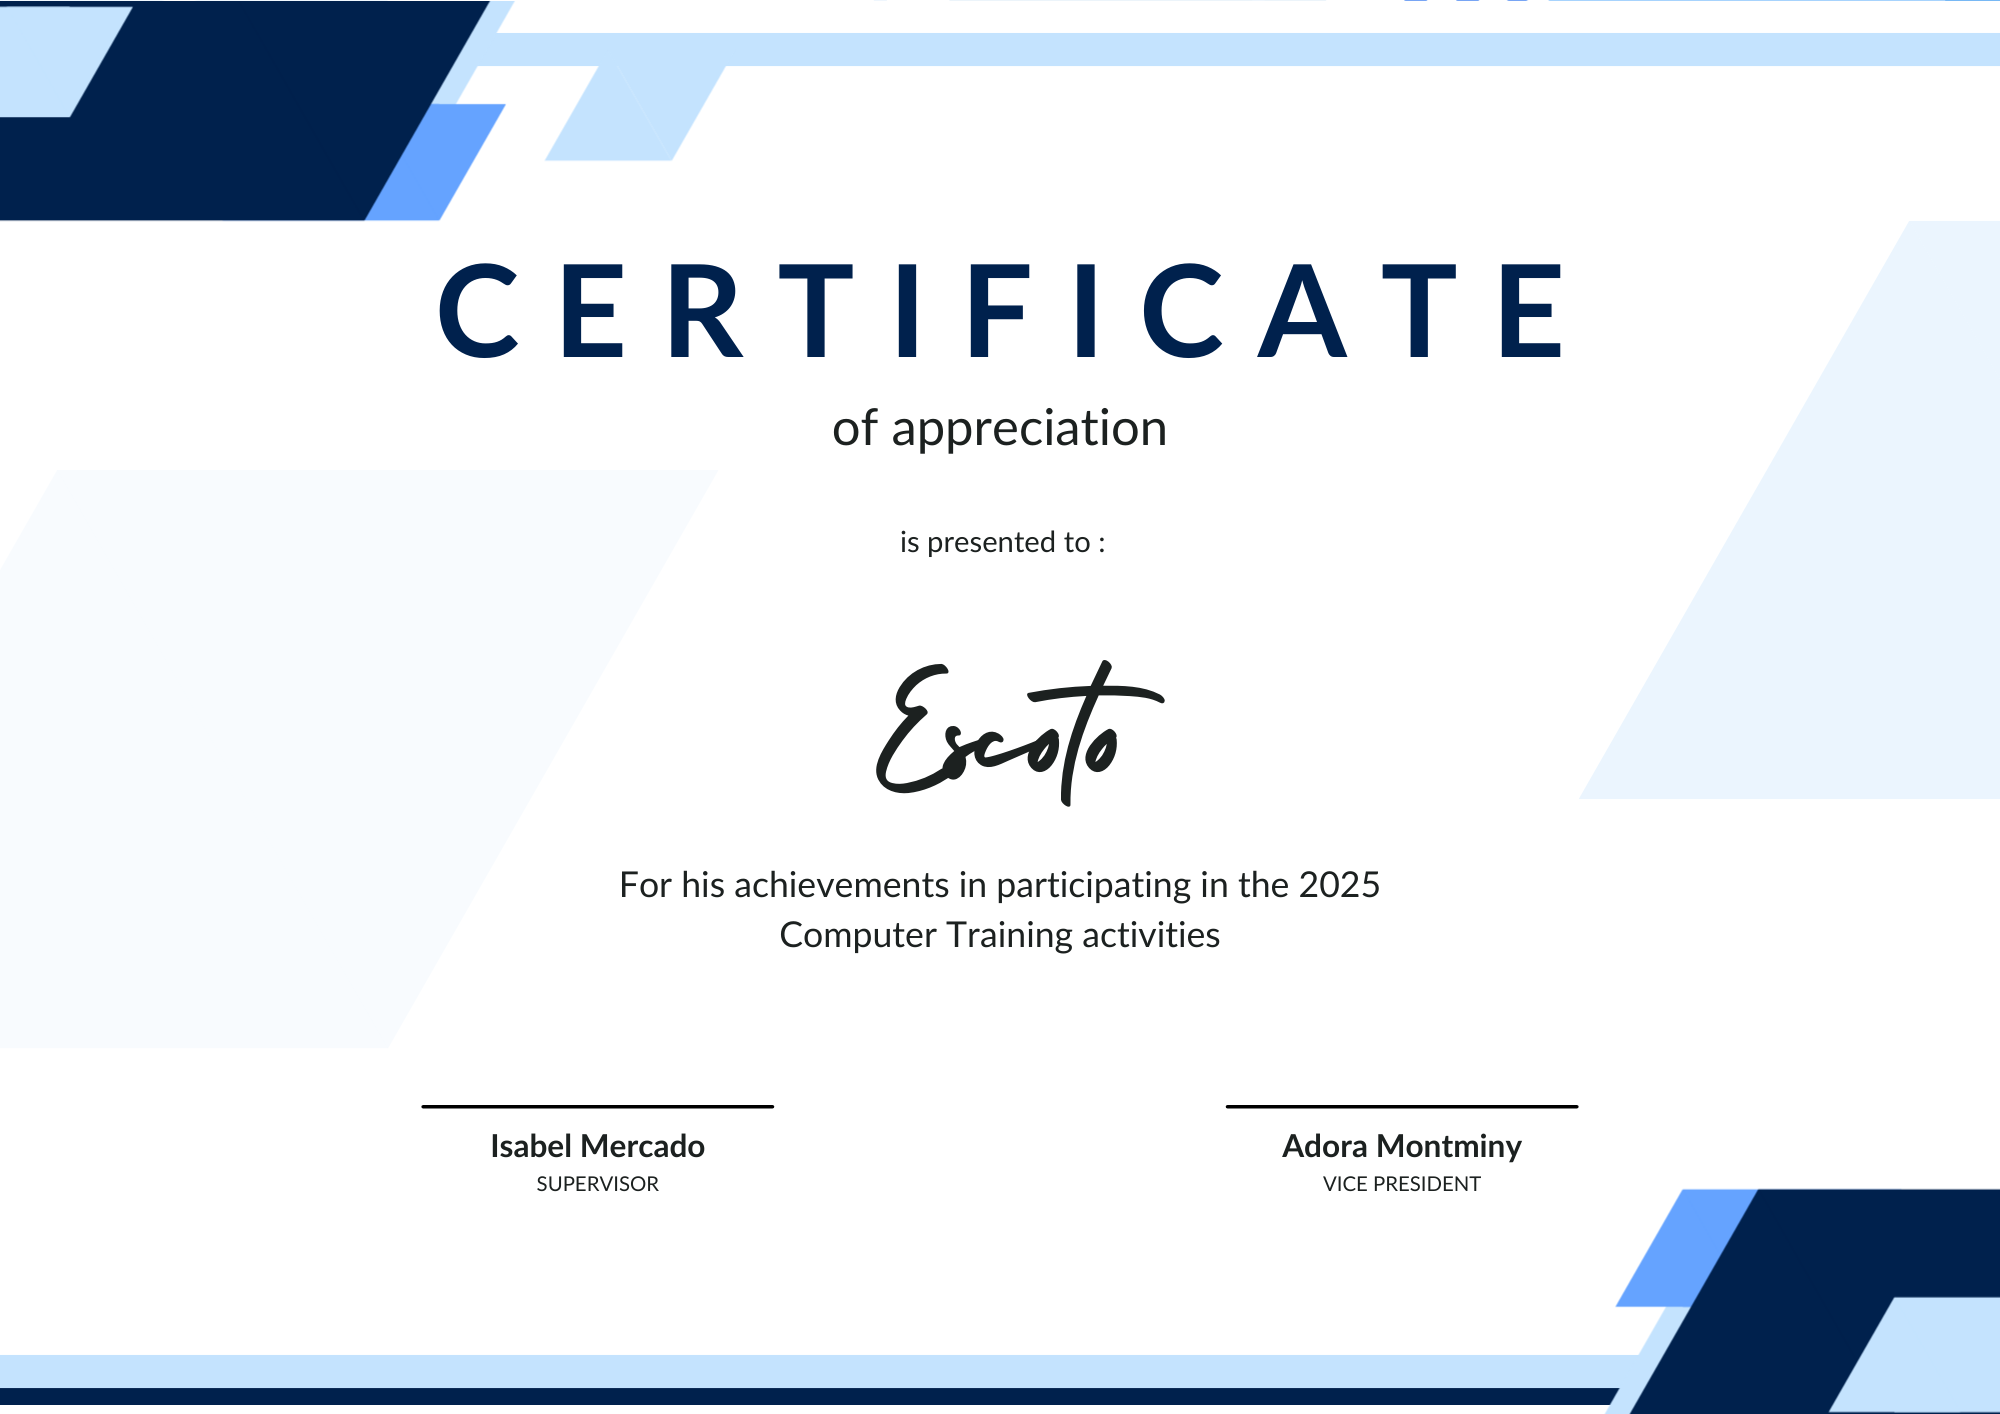 CERTIFICATE
of appreciation
is presented to :
Escoto
For his achievements in participating in the 2025
Computer Training activities
Isabel Mercado
SUPERVISOR
Adora Montminy
VICE PRESIDENT